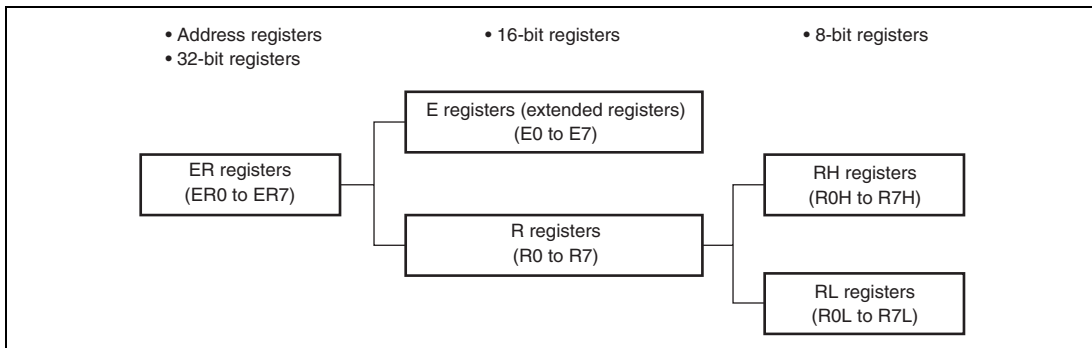 • Address registers
• 32-bit registers
• 16-bit registers
• 8-bit registers
E registers (extended registers)
(E0 to E7)
ER registers
(ER0 to ER7)
RH registers
(R0H to R7H)
R registers
(R0 to R7)
RL registers
(R0L to R7L)